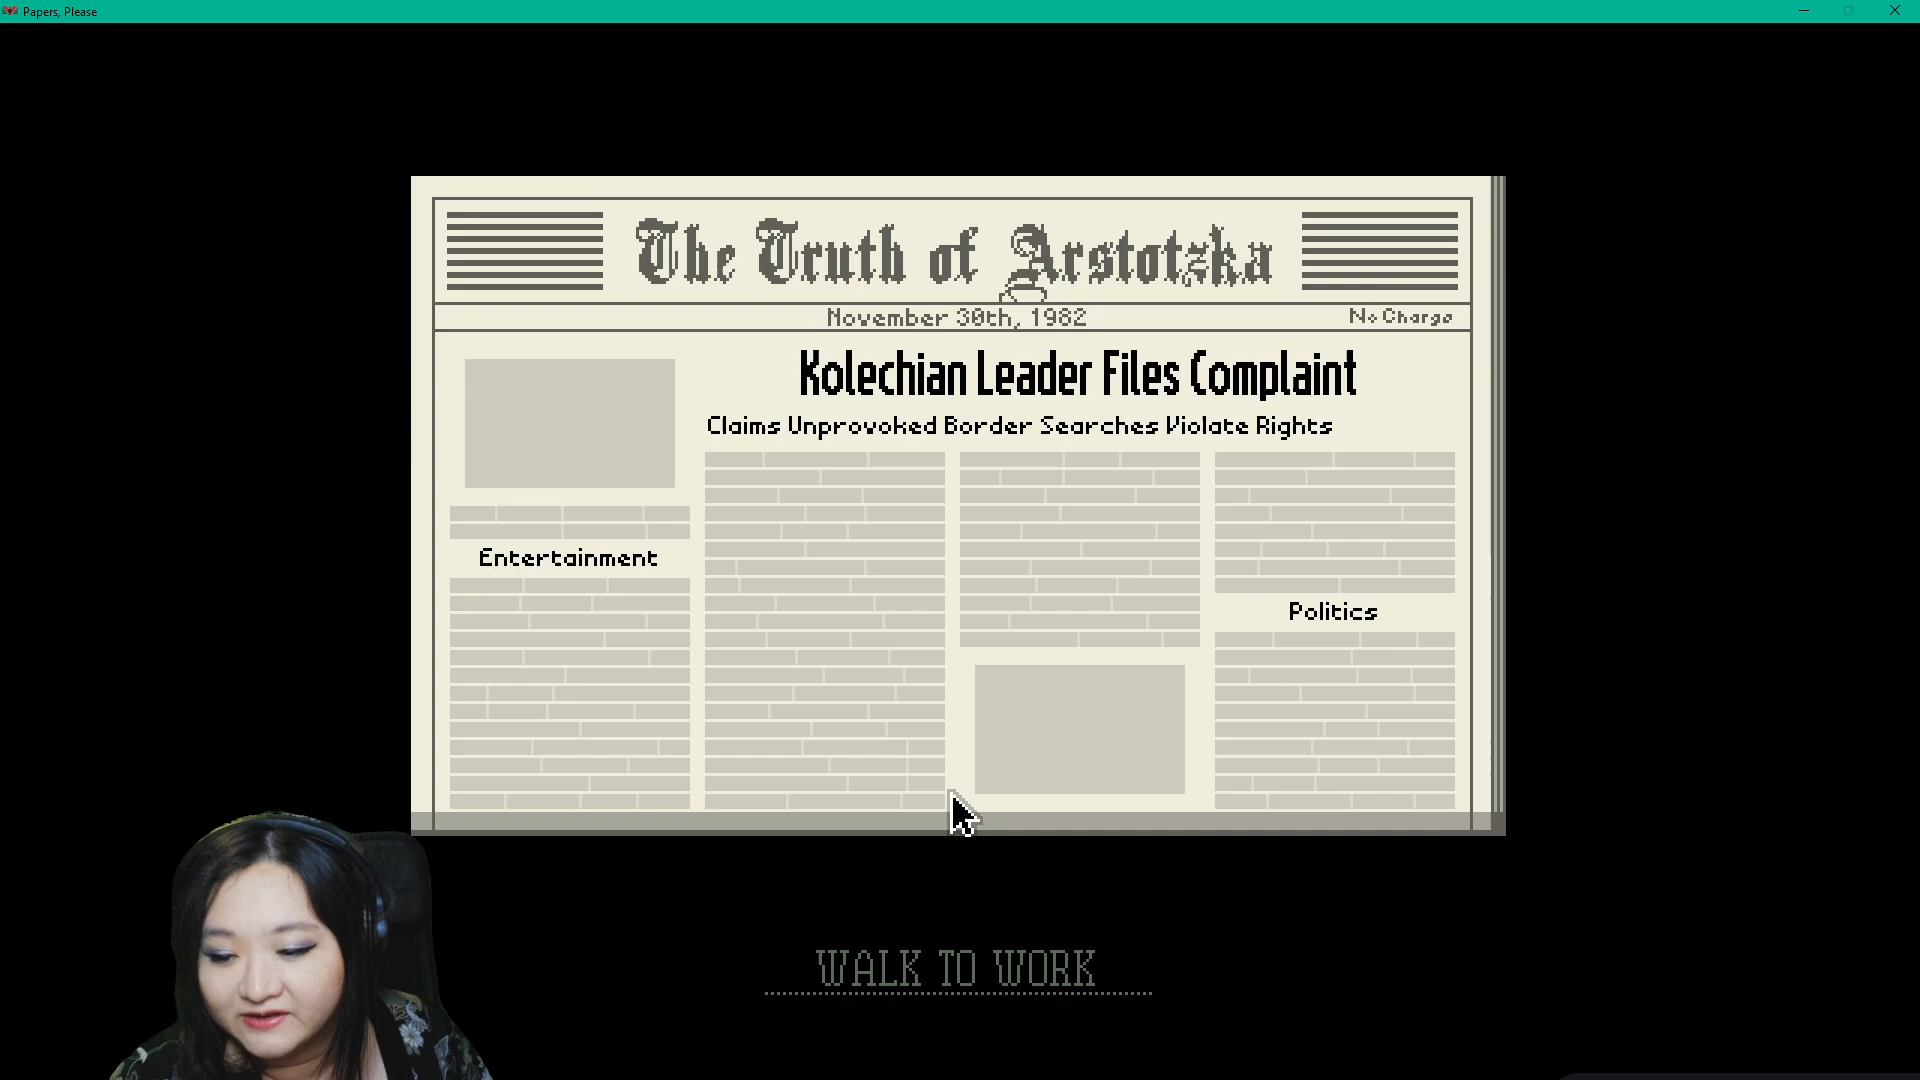 Papers, Please
The Truth of Arstotzka
November 30th, 1982
No Charge
Kolechian Leader Files Complaint
Claims Unprovoked Border Searches Violate Rights
Entertainment
Politics
WALK TO WORK